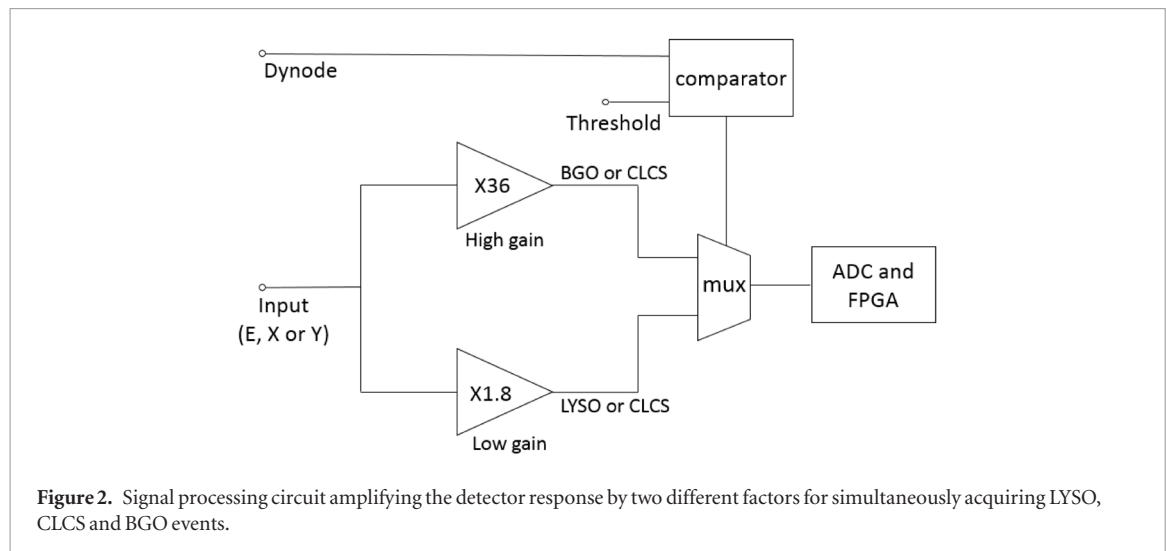 Dynode
comparator
Threshold
X36
BGO or CLCS
High gain
Input
(E, X or Y)
mux
ADC and
FPGA
X1.8
LYSO or CLCS
Low gain
Figure 2. Signal processing circuit amplifying the detector response by two different factors for simultaneously acquiring LYSO,
CLCS and BGO events.